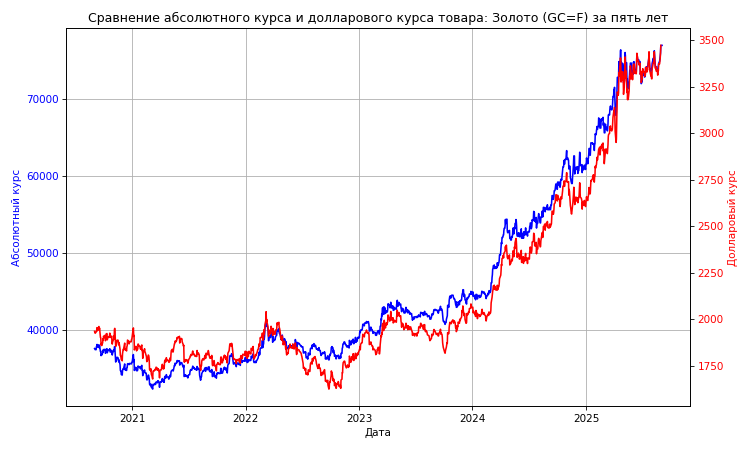 Сравнение абсолютного курса и долларового курса товара: Золото (GC=F) за пять лет
Абсолютный курс
70000
60000
50000
40000
3500
3250
3000
2750
2500
2250
2000
1750
Долларовый курс
2021 2022 2023 2024 2025
Дата